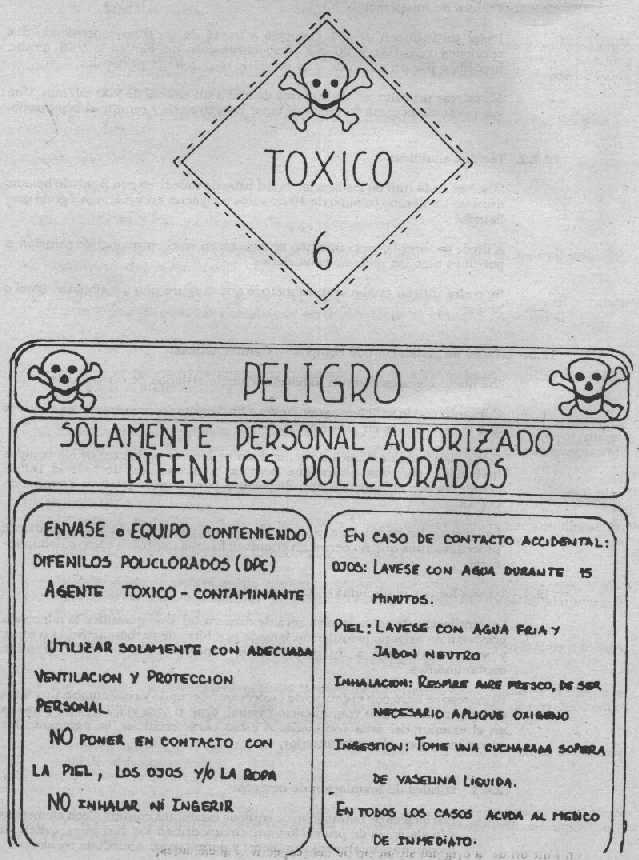 TOXICO
6
PELIGRO
SOLAMENTE PERSONAL AUTORIZADO
DIFENILOS POLICLORADOS
ENVASE o EQUIPO CONTENIENDO
DIFENILOS POLICLORADOS (DPC)
AGENTE TOXICO - CONTAMINANTE
UTILIZAR SOLAMENTE CON ADECUADA
VENTILACION Y PROTECCION
PERSONAL
NO PONER EN CONTACTO CON
LA PIEL, LOS OJOS Y/O LA ROPA
NO INHALAR NI INGERIR
EN CASO DE CONTACTO ACCIDENTAL:
OJOS: LAVESE CON AGUA DURANTE 15
MINUTOS.
PIEL: LAVESE CON AGUA FRIA Y
JABON NEUTRO
INHALACION: RESPIRE AIRE FRESCO, DE SER
NECESARIO APLIQUE OXIGENO
INGESTION: TOME UNA CUCHARADA SOPERA
DE VASELINA LIQUIDA.
EN TODOS LOS CASOS ACUDA AL MEDICO
DE INMEDIATO.